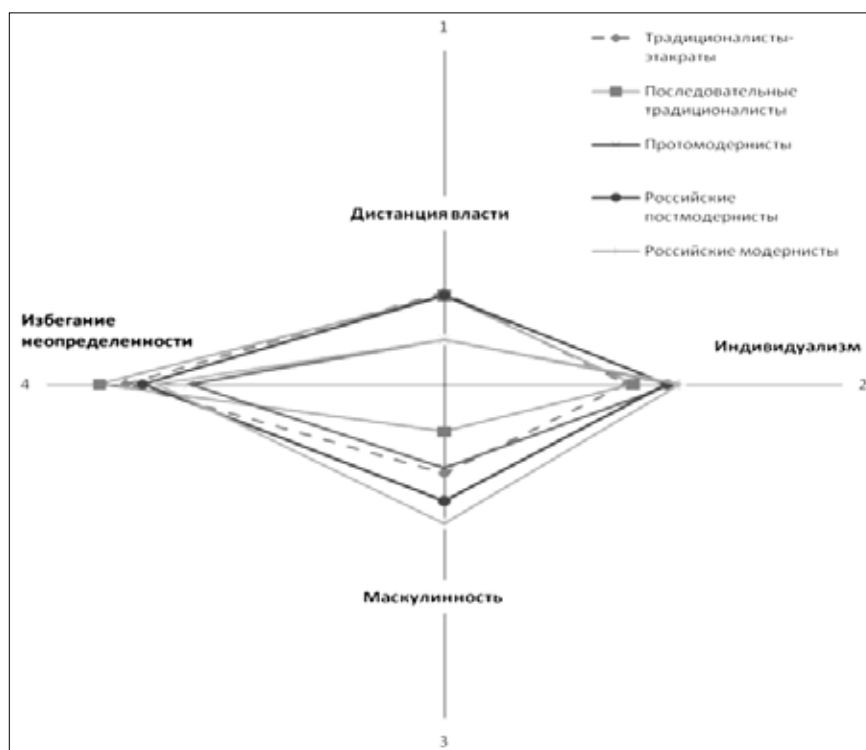 1
Традиционалисты-
этакраты
Последовательные
традиционалисты
Протомодернисты
Российские
постмодернисты
Российские модернисты
Дистанция власти
Избегание
неопределенности
Индивидуализм
4
2
Маскулинность
3